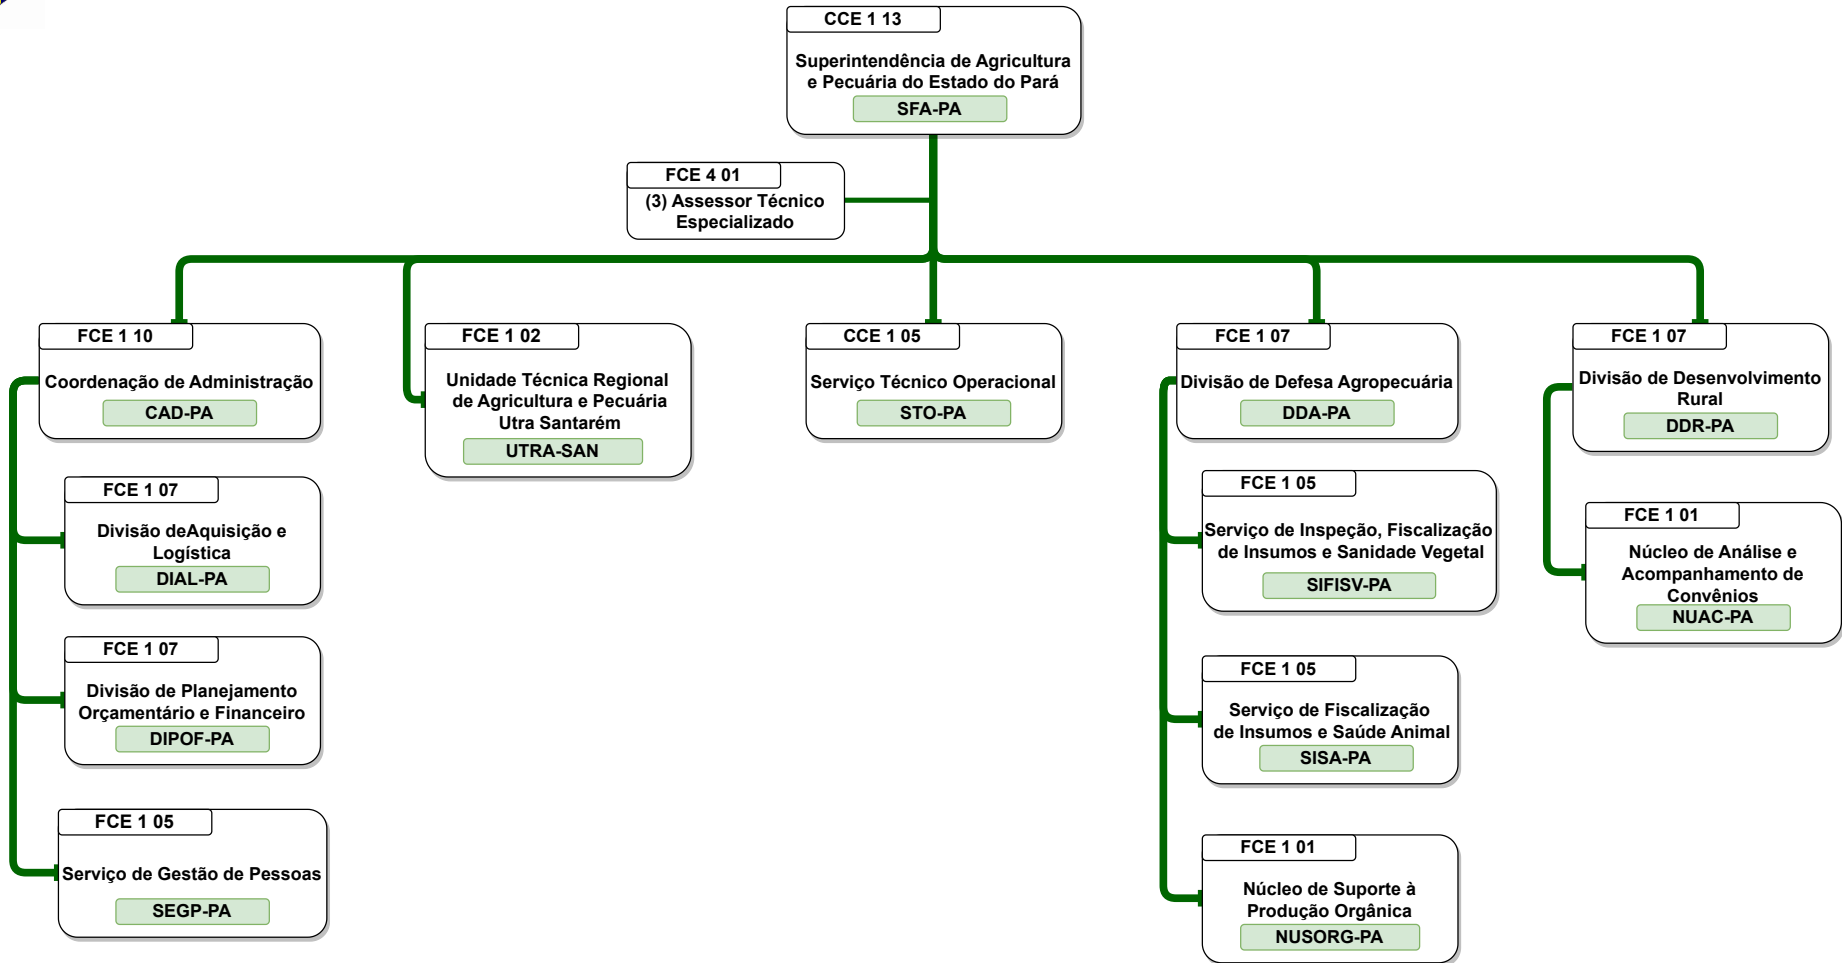 CCE 1 13
Superintendência de Agricultura
e Pecuária do Estado do Pará
SFA-PA
FCE 4 01
(3) Assessor Técnico
Especializado
FCE 1 10
Coordenação de Administração
CAD-PA
FCE 1 07
Divisão deAquisição e
Logística
DIAL-PA
FCE 1 07
Divisão de Planejamento
Orçamentário e Financeiro
DIPOF-PA
FCE 1 05
Serviço de Gestão de Pessoas
SEGP-PA
FCE 1 02
Unidade Técnica Regional
de Agricultura e Pecuária
Utra Santarém
UTRA-SAN
CCE 1 05
Serviço Técnico Operacional
STO-PA
FCE 1 07
Divisão de Defesa Agropecuária
DDA-PA
FCE 1 05
Serviço de Inspeção, Fiscalização
de Insumos e Sanidade Vegetal
SIFISV-PA
FCE 1 05
Serviço de Fiscalização
de Insumos e Saúde Animal
SISA-PA
FCE 1 01
Núcleo de Suporte à
Produção Orgânica
NUSORG-PA
FCE 1 07
Divisão de Desenvolvimento
Rural
DDR-PA
FCE 1 01
Núcleo de Análise e
Acompanhamento de
Convênios
NUAC-PA